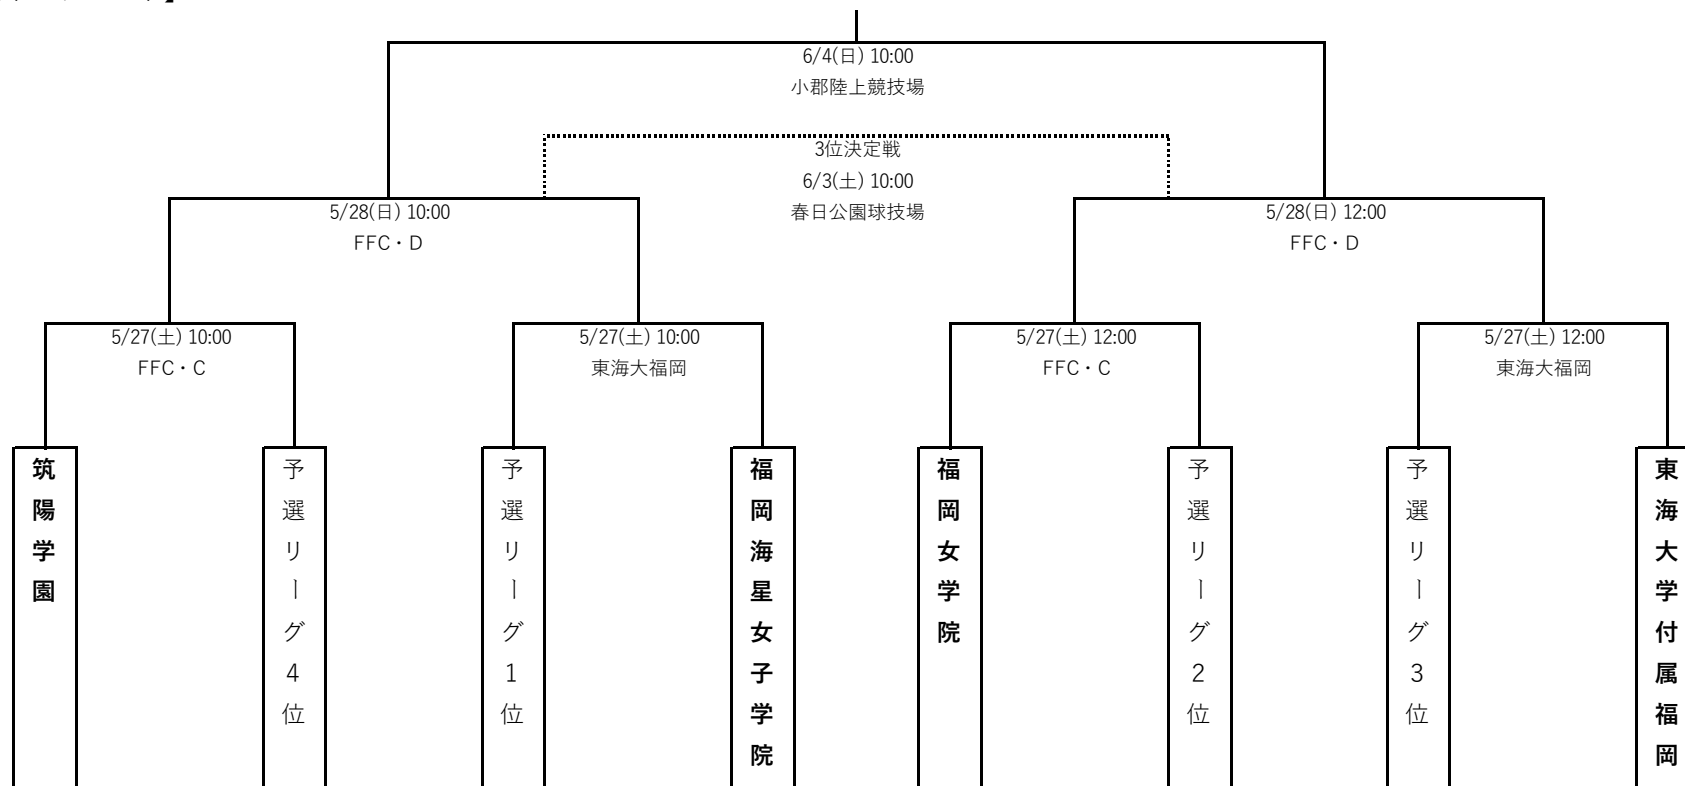 6/4(日) 10:00
小郡陸上競技場
3位決定戦
6/3(土) 10:00
春日公園球技場
5/28(日) 10:00
FFC・D
5/28(日) 12:00
FFC・D
5/27(土) 10:00
FFC・C
5/27(土) 10:00
東海大福岡
5/27(土) 12:00
FFC・C
5/27(土) 12:00
東海大福岡
筑陽学園
予選リーグ4位
予選リーグ1位
福岡海星女子学院
福岡女学院
予選リーグ2位
予選リーグ3位
東海大学付属福岡